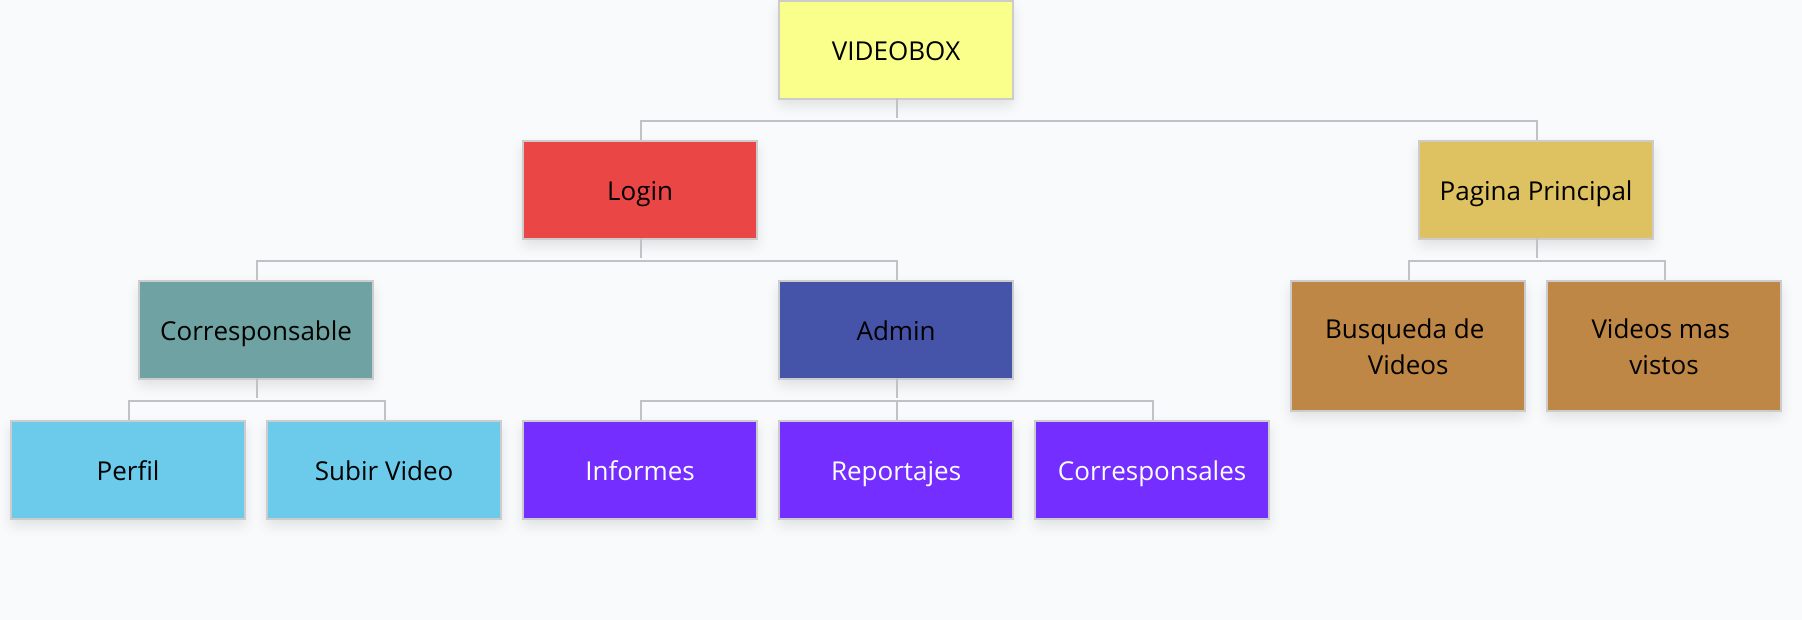 VIDEOBOX
Login
Pagina Principal
Corresponsable
Admin
Busqueda de
Videos
Videos mas
vistos
Perfil
Subir Video
Informes
Reportajes
Corresponsales